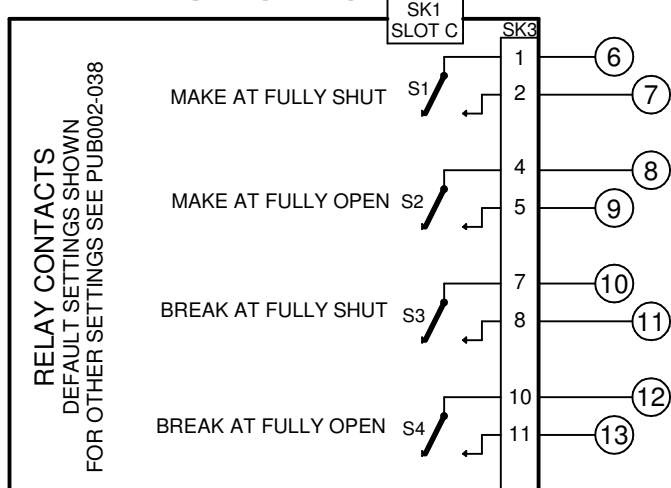 SK1
SLOT C
SK3
RELAY CONTACTS
DEFAULT SETTINGS SHOWN
FOR OTHER SETTINGS SEE PUB002-038
MAKE AT FULLY SHUT S1 1 6
2 7
MAKE AT FULLY OPEN S2 4 8
5 9
BREAK AT FULLY SHUT S3 7 10
8 11
BREAK AT FULLY OPEN S4 10 12
11 13